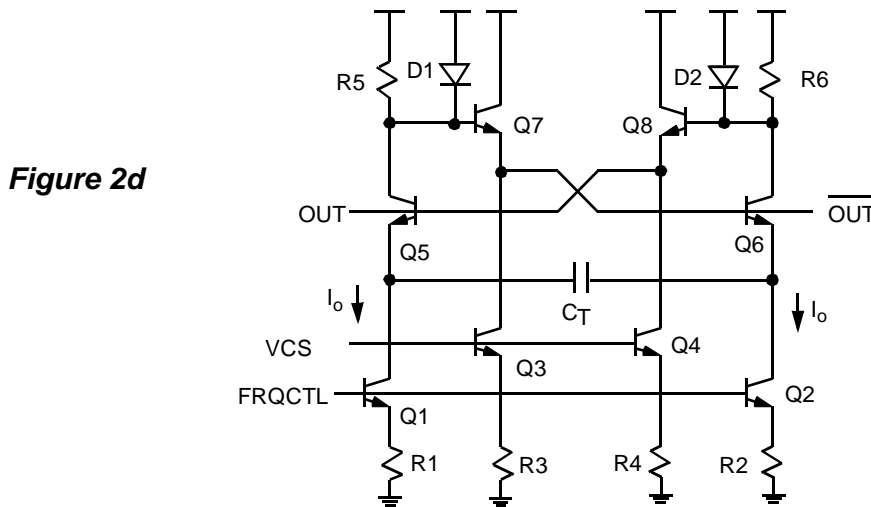 R5
D1
D2
R6
Q7
Q8
Figure 2d
OUT
OUT
Q5
Q6
Io
CT
Io
VCS
Q3
Q4
FRQCTL
Q1
Q2
R1
R3
R4
R2